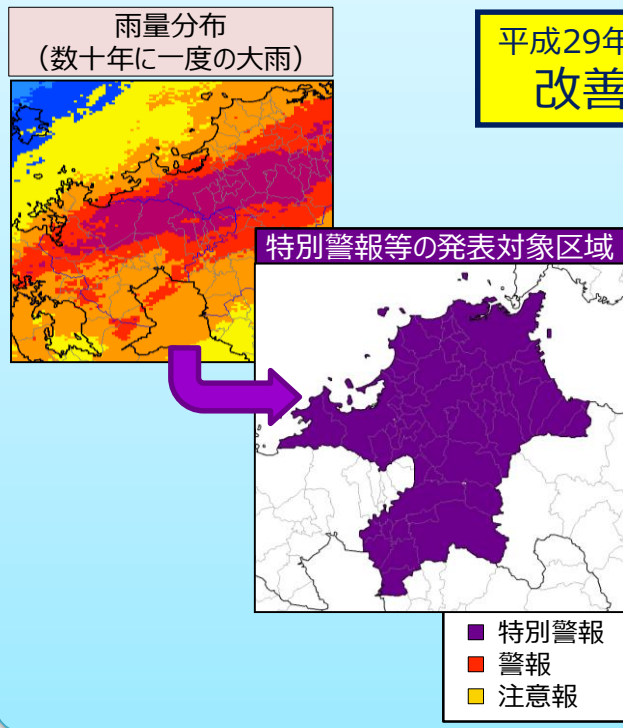 雨量分布
（数十年に一度の大雨）
平成29年
改善
特別警報等の発表対象区域
特別警報
警報
注意報